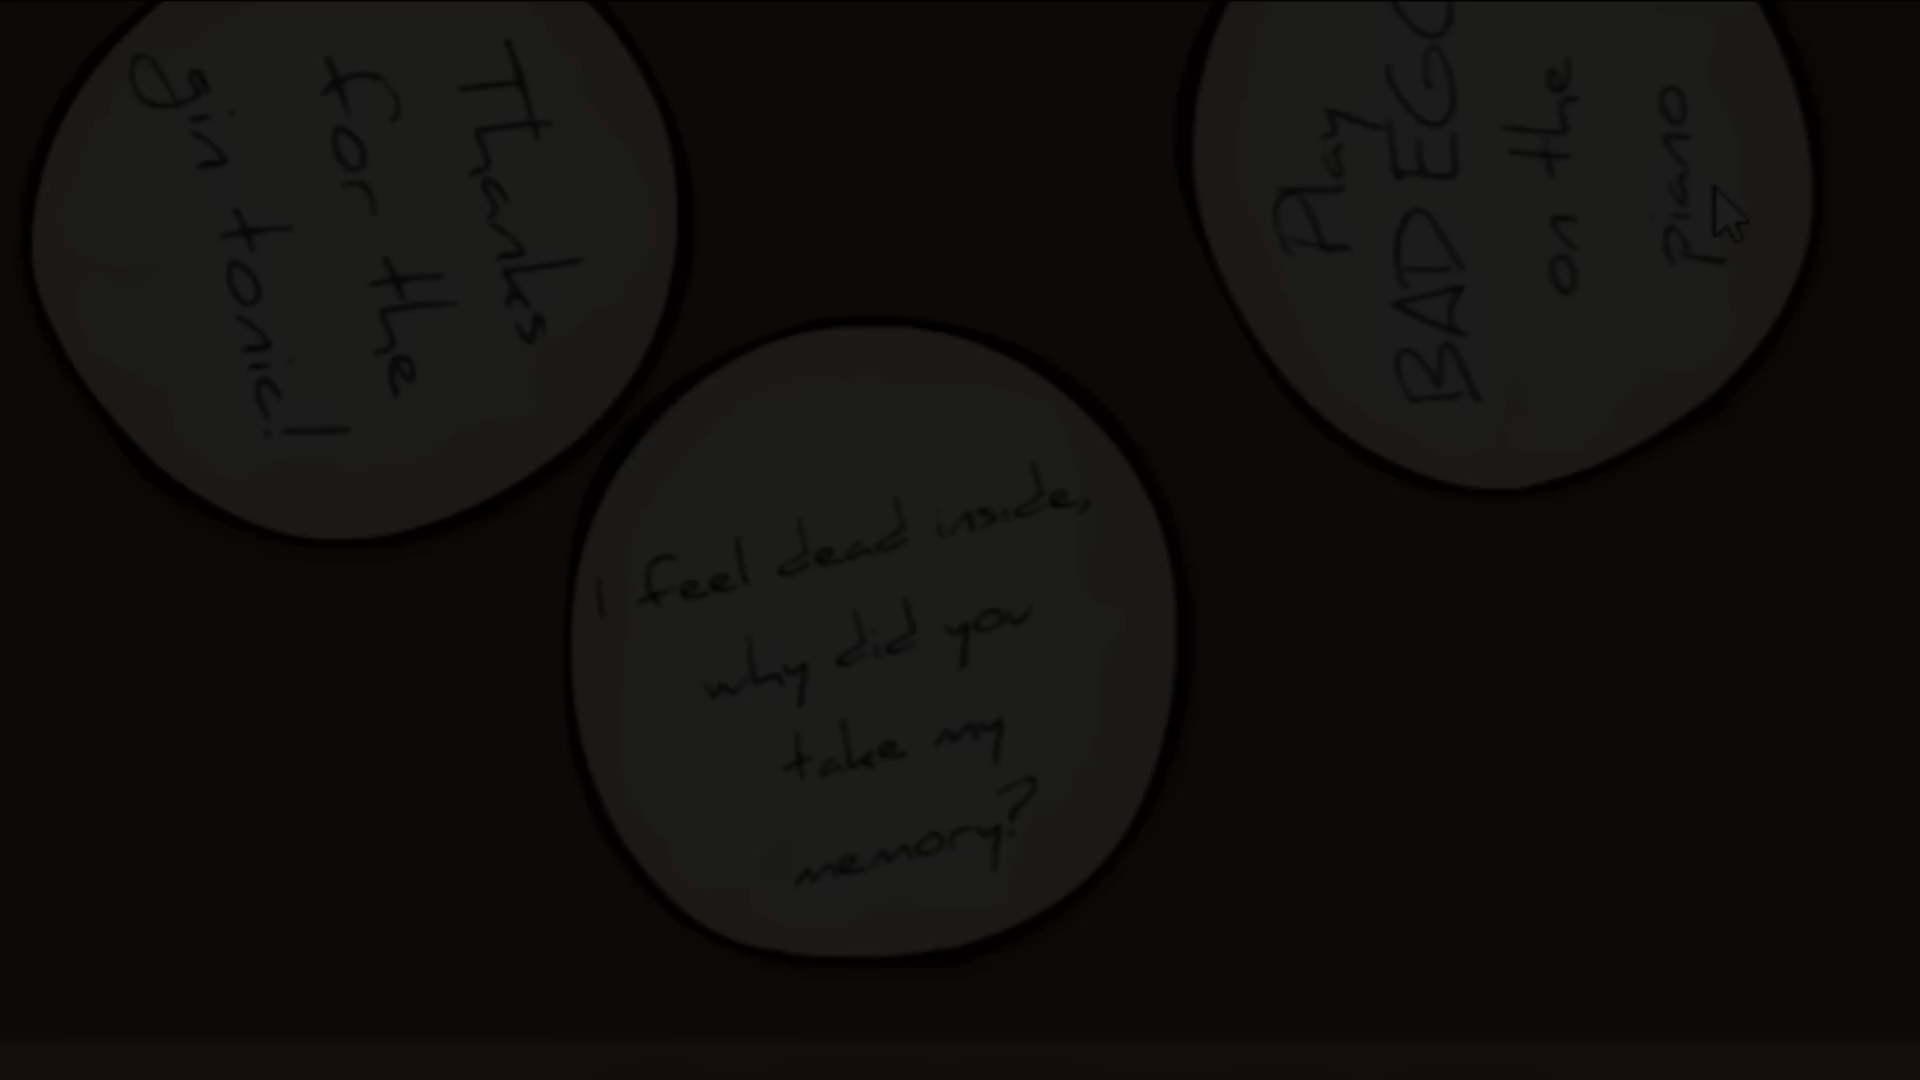 Thanks
for the
gin tonic!
Play
BAD EGG
on the
piano
I feel dead inside,
why did you
take my
memory?